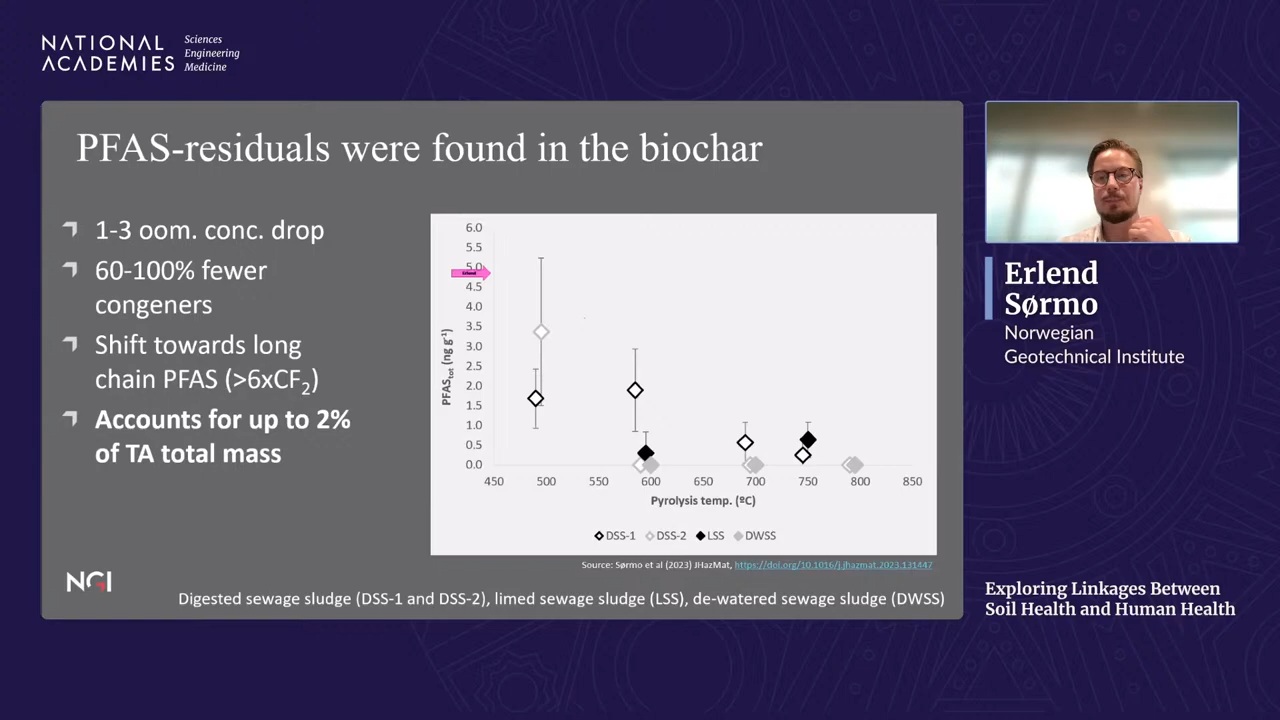 NATIONAL
ACADEMIES
Sciences
Engineering
Medicine
PFAS-residuals were found in the biochar
1-3 oom. conc. drop
60-100% fewer
congeners
Shift towards long
chain PFAS (>6xCF₂)
Accounts for up to 2%
of TA total mass
6.0
5.5
5.0
4.5
4.0
3.5
3.0
2.5
2.0
1.5
1.0
0.5
0.0
Erlend
PFAStot (ng g⁻¹)
450 500 550 600 650 700 750 800 850
Pyrolysis temp. (ºC)
DSS-1 DSS-2 LSS DWSS
Source: Sørmo et al (2023) JHazMat, https://doi.org/10.1016/j.jhazmat.2023.131447
NGI
Digested sewage sludge (DSS-1 and DSS-2), limed sewage sludge (LSS), de-watered sewage sludge (DWSS)
Erlend
Sørmo
Norwegian
Geotechnical Institute
Exploring Linkages Between
Soil Health and Human Health